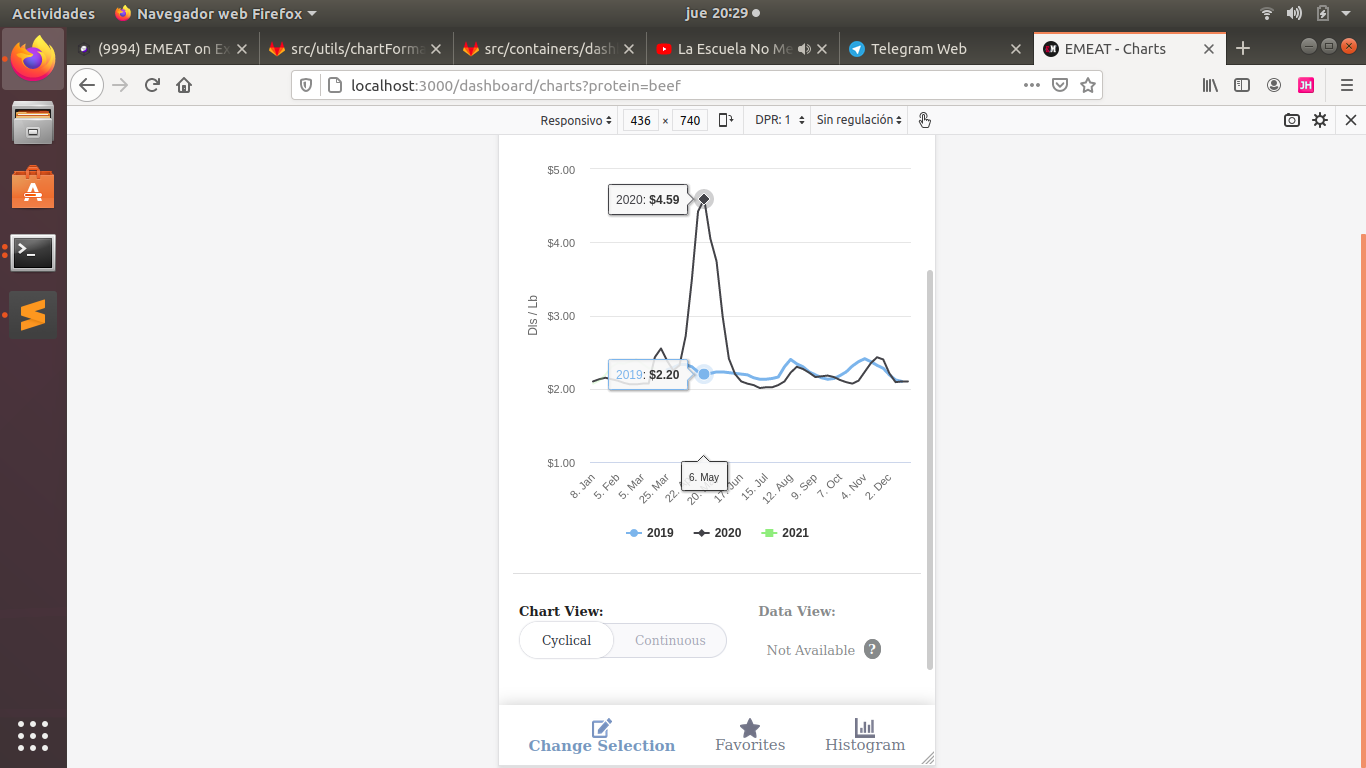 Actividades
Navegador web Firefox
jue 20:29
(9994) EMEAT on Ex
src/utils/chartForma
src/containers/dash
La Escuela No Me
Telegram Web
EMEAT - Charts
localhost:3000/dashboard/charts?protein=beef
JH
Responsivo
436 × 740
DPR: 1
Sin regulación
$5.00
2020: $4.59
$4.00
Dls / Lb
$3.00
2019: $2.20
$2.00
$1.00
6. May
8. Jan
5. Feb
5. Mar
25. Mar
22.
20.
17. Jun
15. Jul
12. Aug
9. Sep
7. Oct
4. Nov
2. Dec
2019
2020
2021
Chart View:
Data View:
Cyclical
Continuous
Not Available ?
Change Selection
Favorites
Histogram